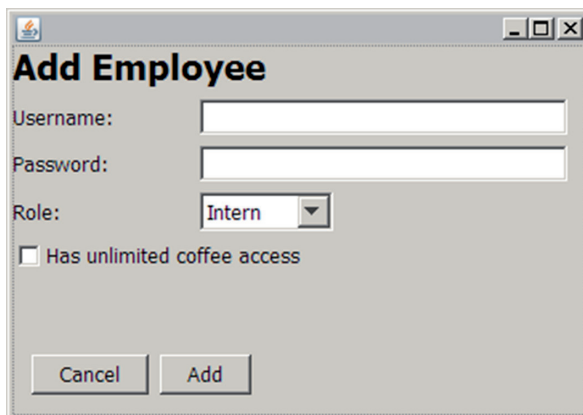 Add Employee
Username:
Password:
Role: Intern
Has unlimited coffee access
Cancel Add